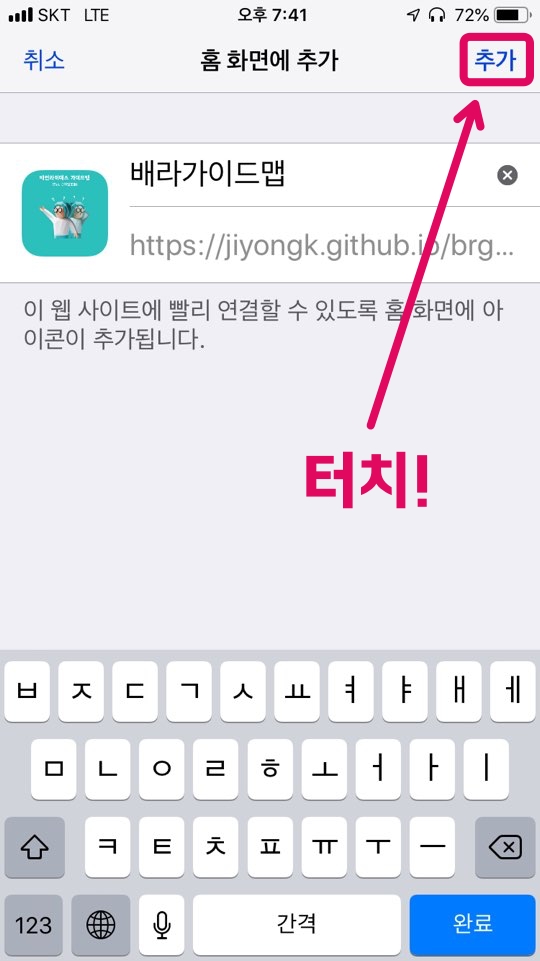 SKT LTE 오후 7:41 72%
취소 홈 화면에 추가 추가
배라가이드맵
https://jiyongk.github.io/brg...
이 웹 사이트에 빨리 연결할 수 있도록 홈 화면에 아
이콘이 추가됩니다.
터치!
ㅂ ㅈ ㄷ ㄱ ㅅ ㅛ ㅕ ㅑ ㅐ ㅔ
ㅁ ㄴ ㅇ ㄹ ㅎ ㅗ ㅓ ㅏ ㅣ
ㅋ ㅌ ㅊ ㅍ ㅠ ㅜ ㅡ
123 간격 완료